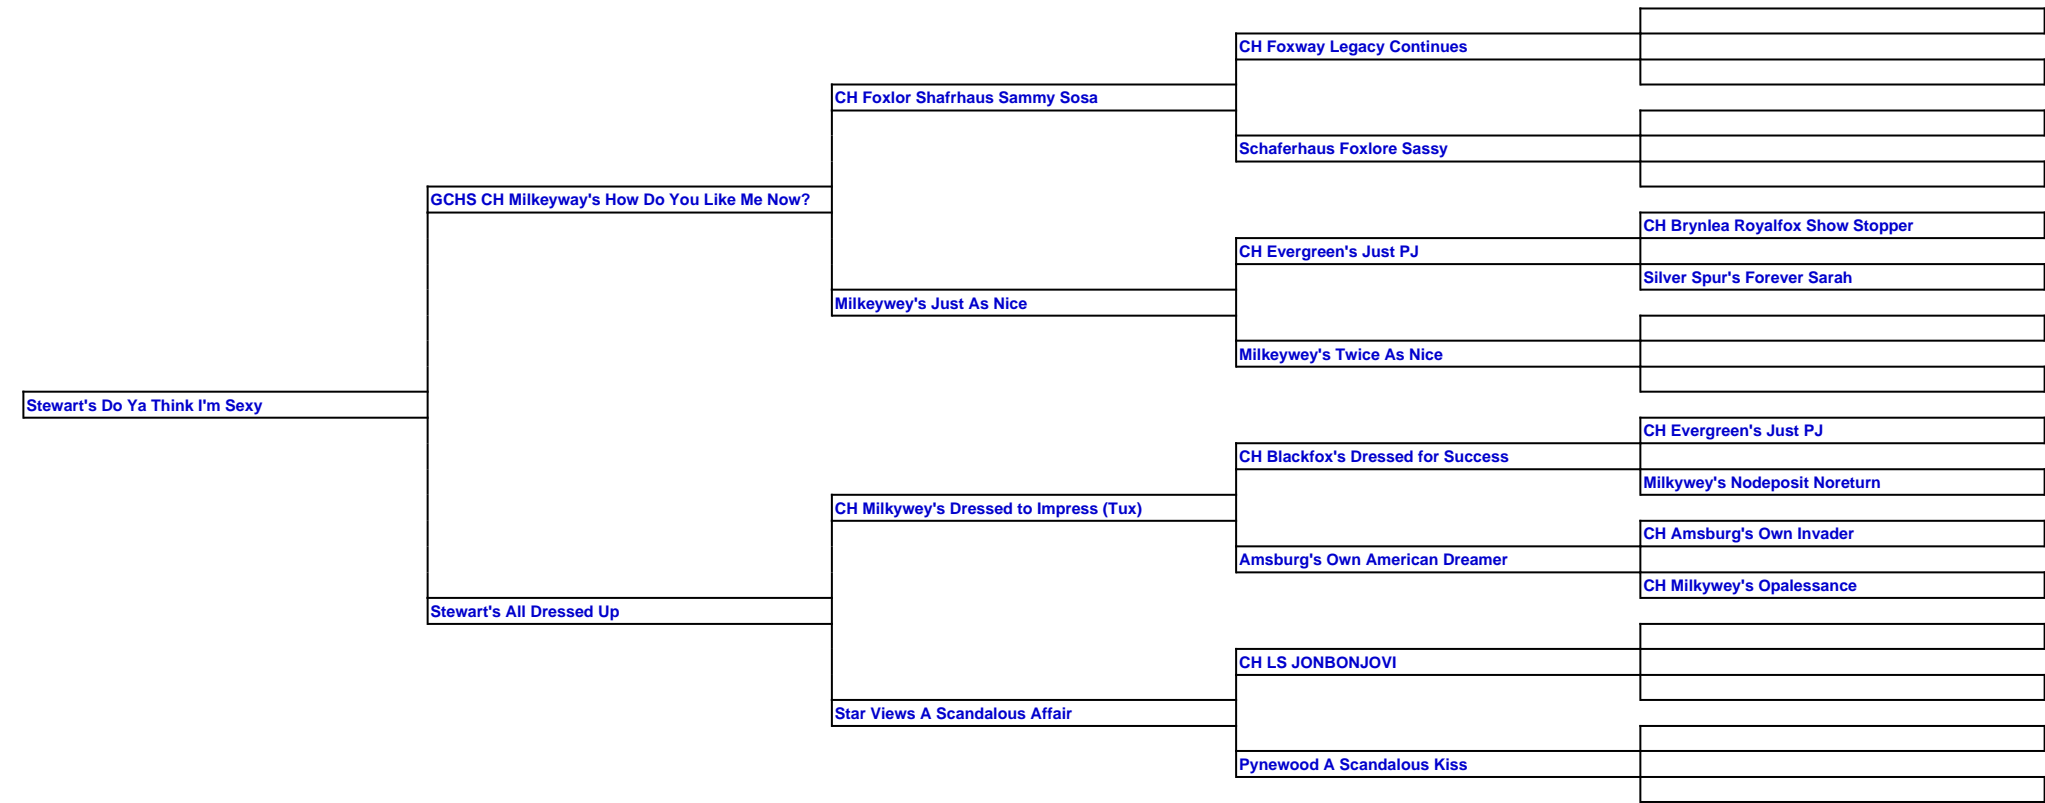 CH Foxway Legacy Continues
CH Foxlor Shafrhaus Sammy Sosa
Schaferhaus Foxlore Sassy
GCHS CH Milkeyway's How Do You Like Me Now?
CH Brynlea Royalfox Show Stopper
CH Evergreen's Just PJ
Silver Spur's Forever Sarah
Milkeywey's Just As Nice
Milkeywey's Twice As Nice
Stewart's Do Ya Think I'm Sexy
CH Evergreen's Just PJ
CH Blackfox's Dressed for Success
Milkywey's Nodeposit Noreturn
CH Milkywey's Dressed to Impress (Tux)
CH Amsburg's Own Invader
Amsburg's Own American Dreamer
CH Milkywey's Opalessance
Stewart's All Dressed Up
CH LS JONBONJOVI
Star Views A Scandalous Affair
Pynewood A Scandalous Kiss